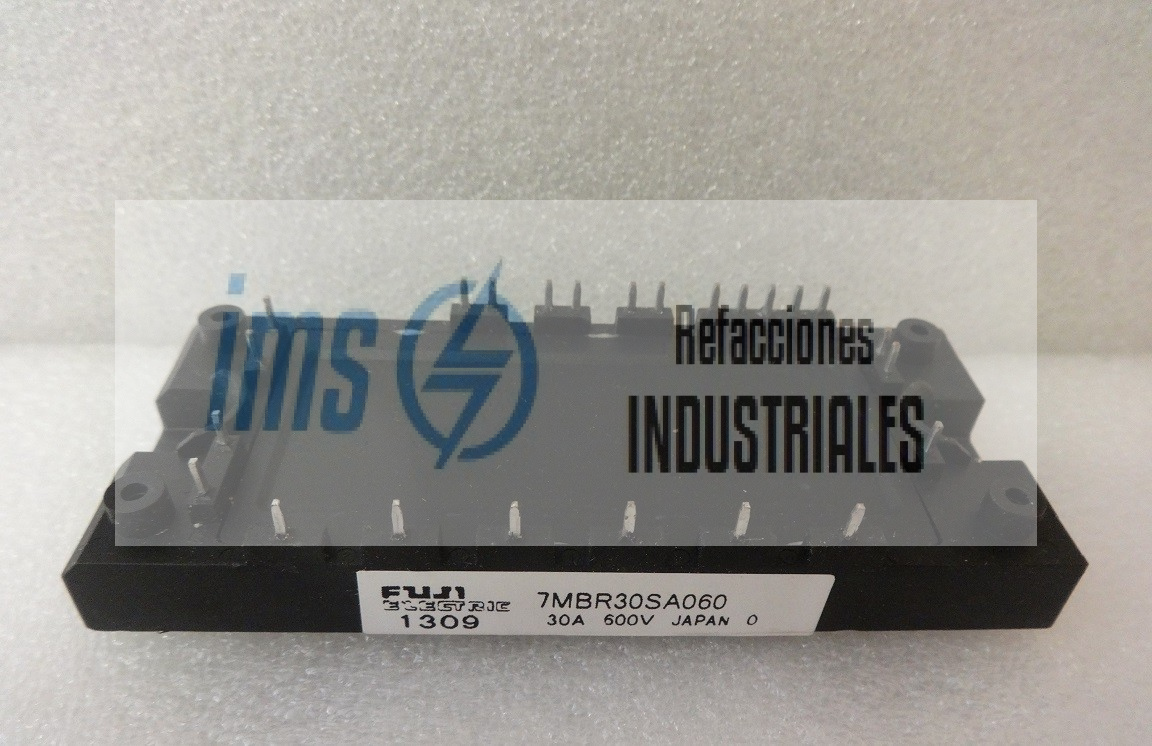 ims Refacciones
INDUSTRIALES
FUJI
ELECTRIC 7MBR30SA060
1309 30A 600V JAPAN 0